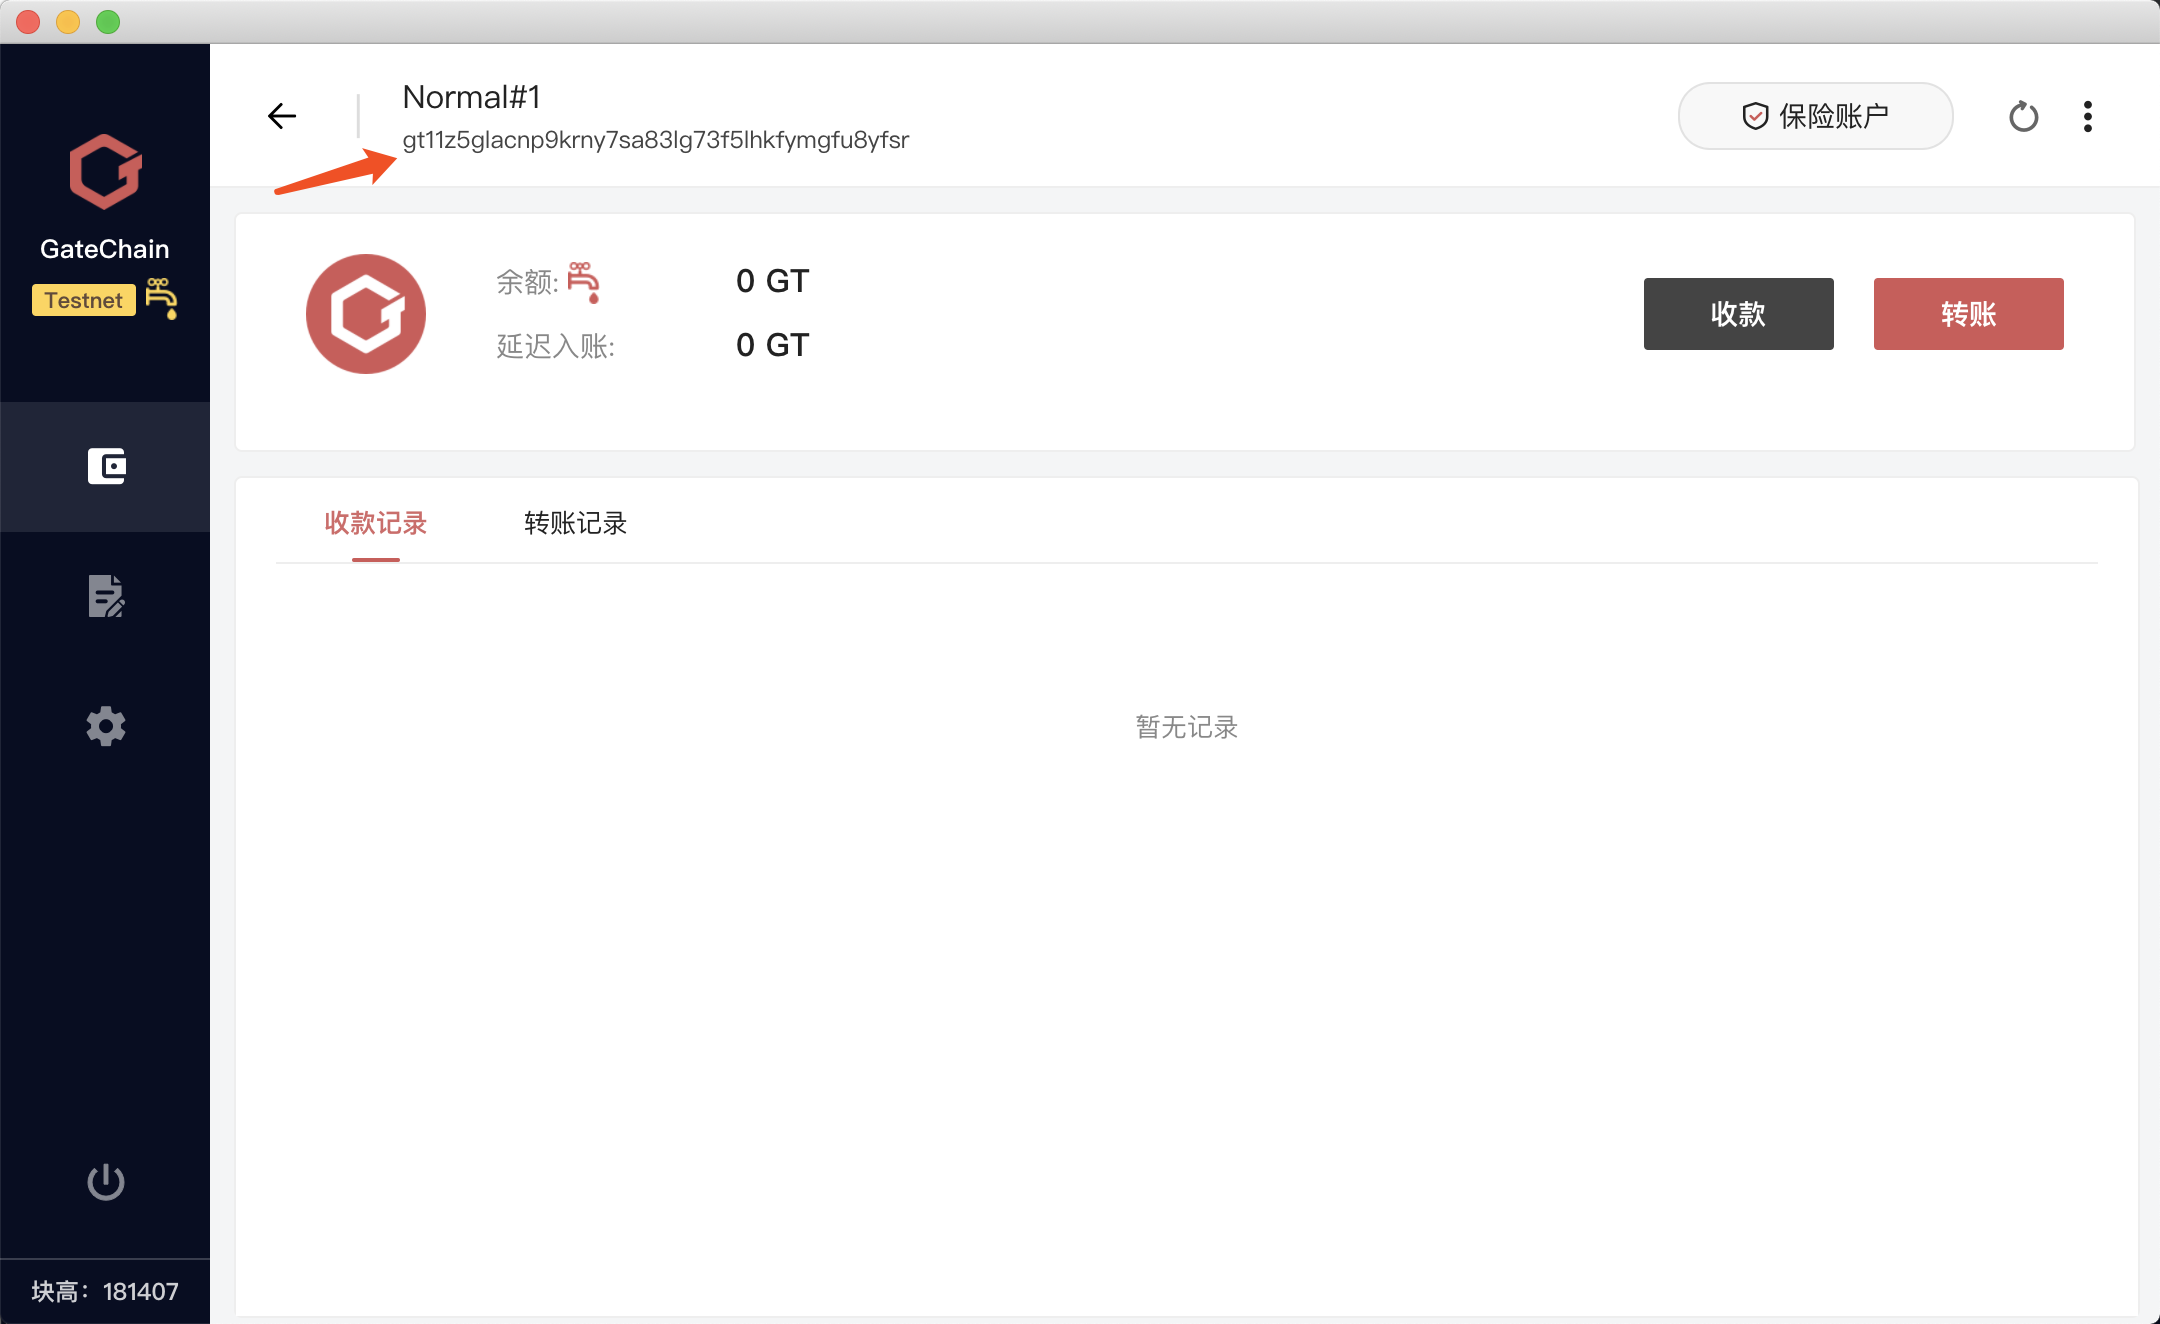 Normal#1
gt11z5glacnp9krny7sa83lg73f5lhkfymgfu8yfsr
保险账户
GateChain
Testnet
余额:
0 GT
延迟入账:
0 GT
收款
转账
收款记录
转账记录
暂无记录
块高：181407